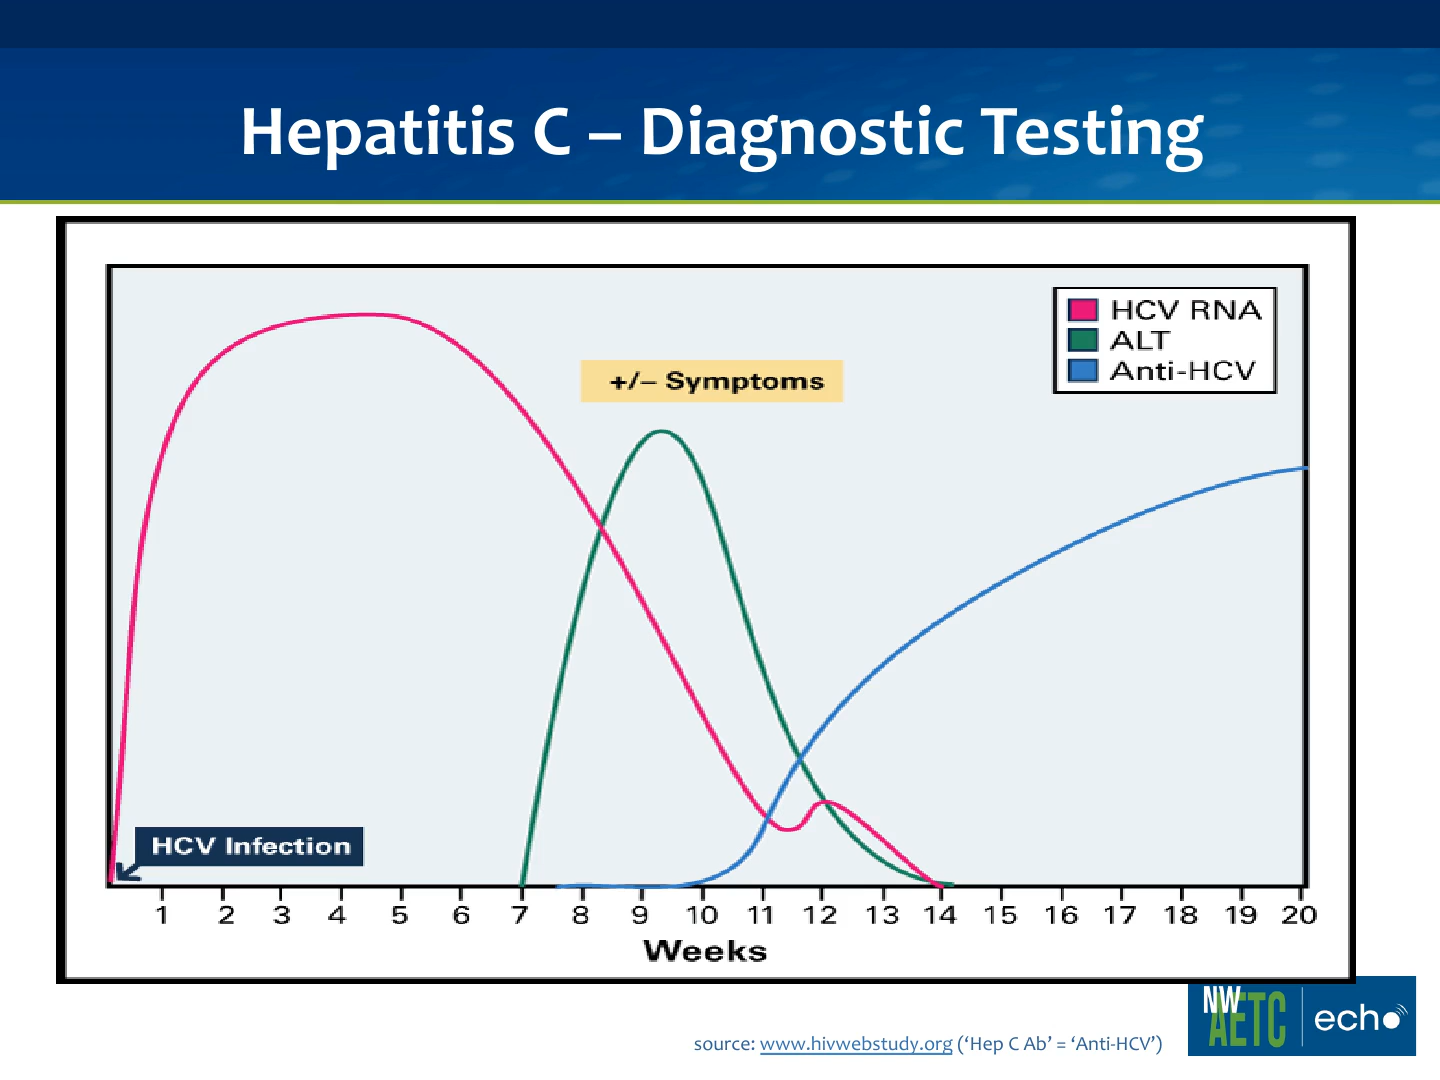 Hepatitis C – Diagnostic Testing
HCV RNA
ALT
Anti-HCV
+/– Symptoms
HCV Infection
1 2 3 4 5 6 7 8 9 10 11 12 13 14 15 16 17 18 19 20
Weeks
NW
AETC
echo
source: www.hivwebstudy.org (‘Hep C Ab’ = ‘Anti-HCV’)